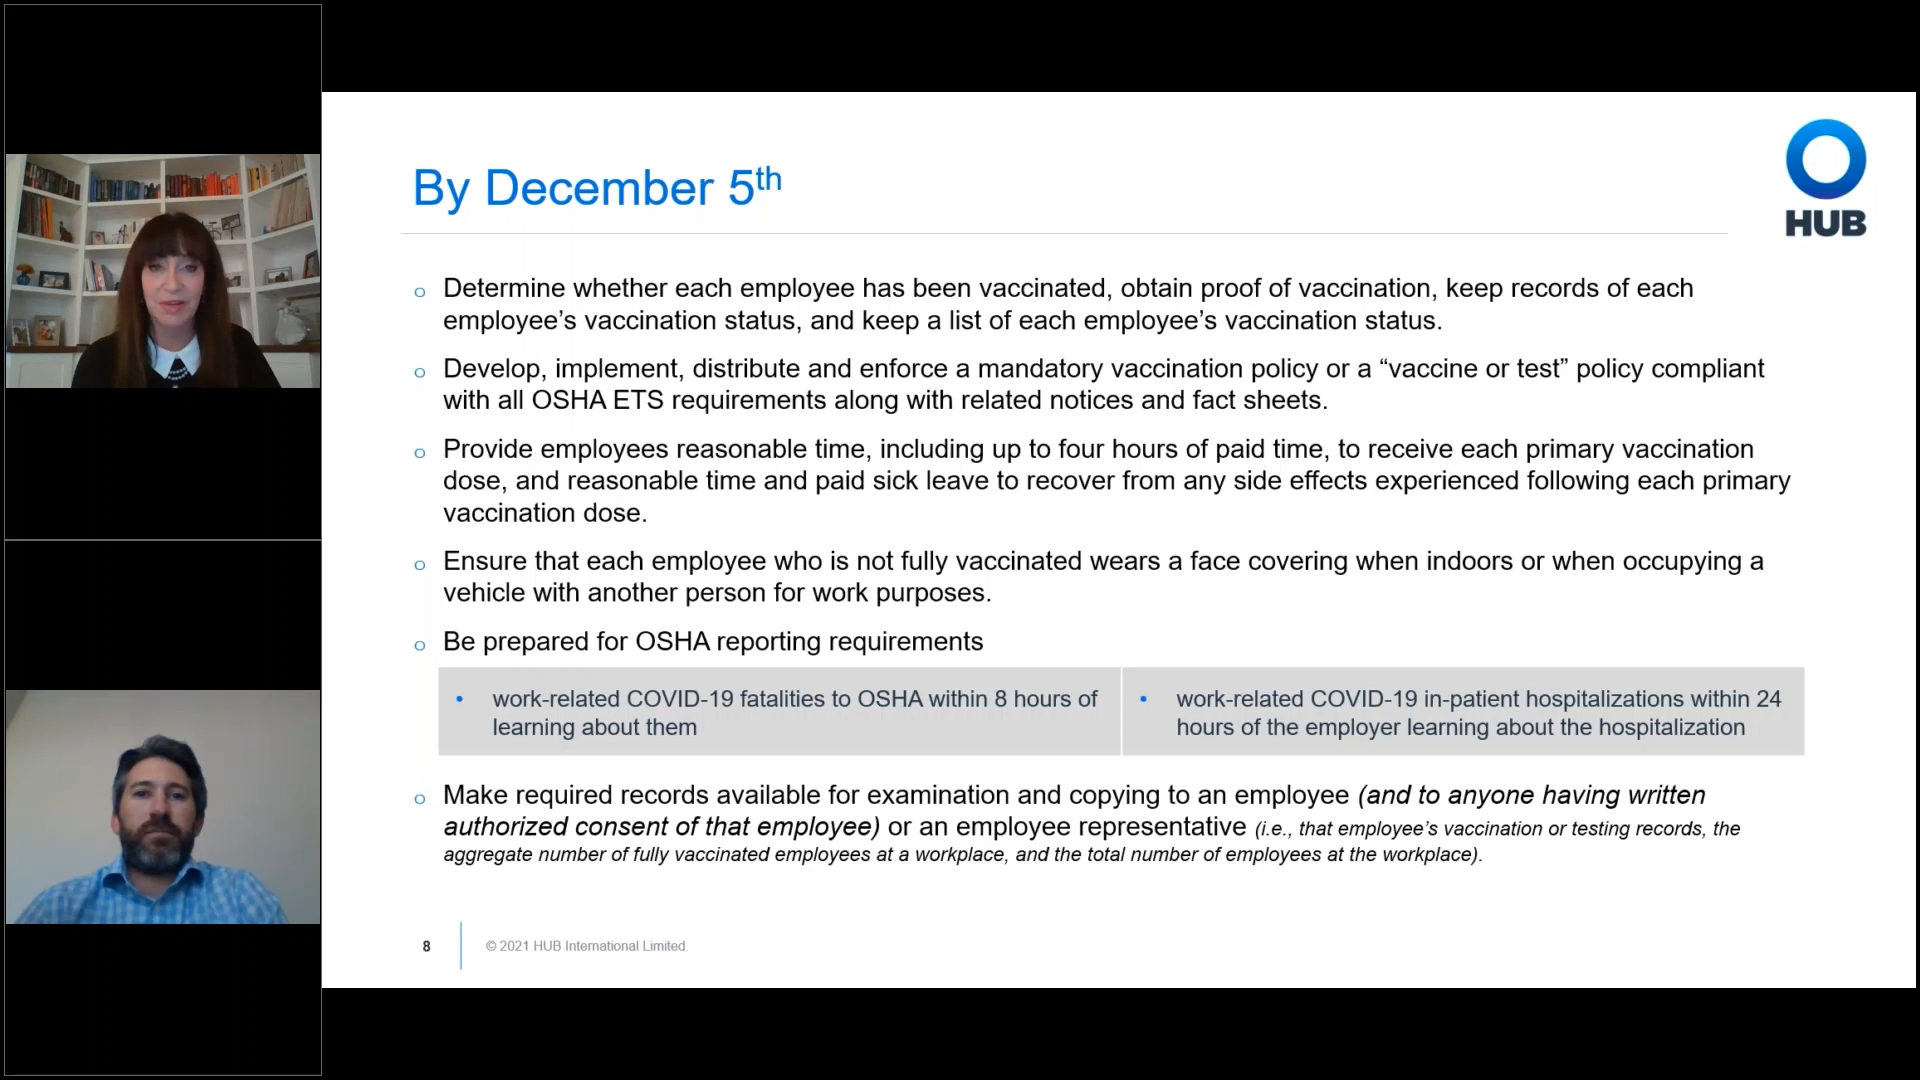 By December 5th
HUB
o Determine whether each employee has been vaccinated, obtain proof of vaccination, keep records of each
employee’s vaccination status, and keep a list of each employee’s vaccination status.
o Develop, implement, distribute and enforce a mandatory vaccination policy or a “vaccine or test” policy compliant
with all OSHA ETS requirements along with related notices and fact sheets.
o Provide employees reasonable time, including up to four hours of paid time, to receive each primary vaccination
dose, and reasonable time and paid sick leave to recover from any side effects experienced following each primary
vaccination dose.
o Ensure that each employee who is not fully vaccinated wears a face covering when indoors or when occupying a
vehicle with another person for work purposes.
o Be prepared for OSHA reporting requirements
• work-related COVID-19 fatalities to OSHA within 8 hours of
learning about them
• work-related COVID-19 in-patient hospitalizations within 24
hours of the employer learning about the hospitalization
o Make required records available for examination and copying to an employee (and to anyone having written
authorized consent of that employee) or an employee representative (i.e., that employee’s vaccination or testing records, the
aggregate number of fully vaccinated employees at a workplace, and the total number of employees at the workplace).
8
© 2021 HUB International Limited.